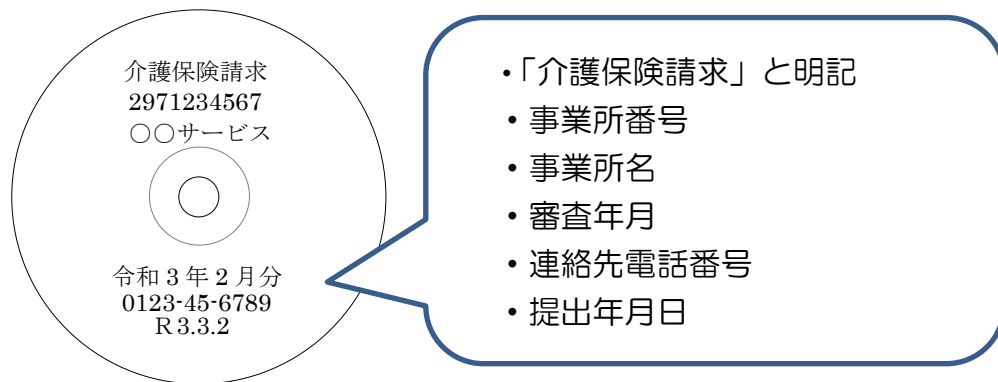 介護保険請求
2971234567
○○サービス
令和3年2月分
0123-45-6789
R3.3.2
・「介護保険請求」と明記
・事業所番号
・事業所名
・審査年月
・連絡先電話番号
・提出年月日